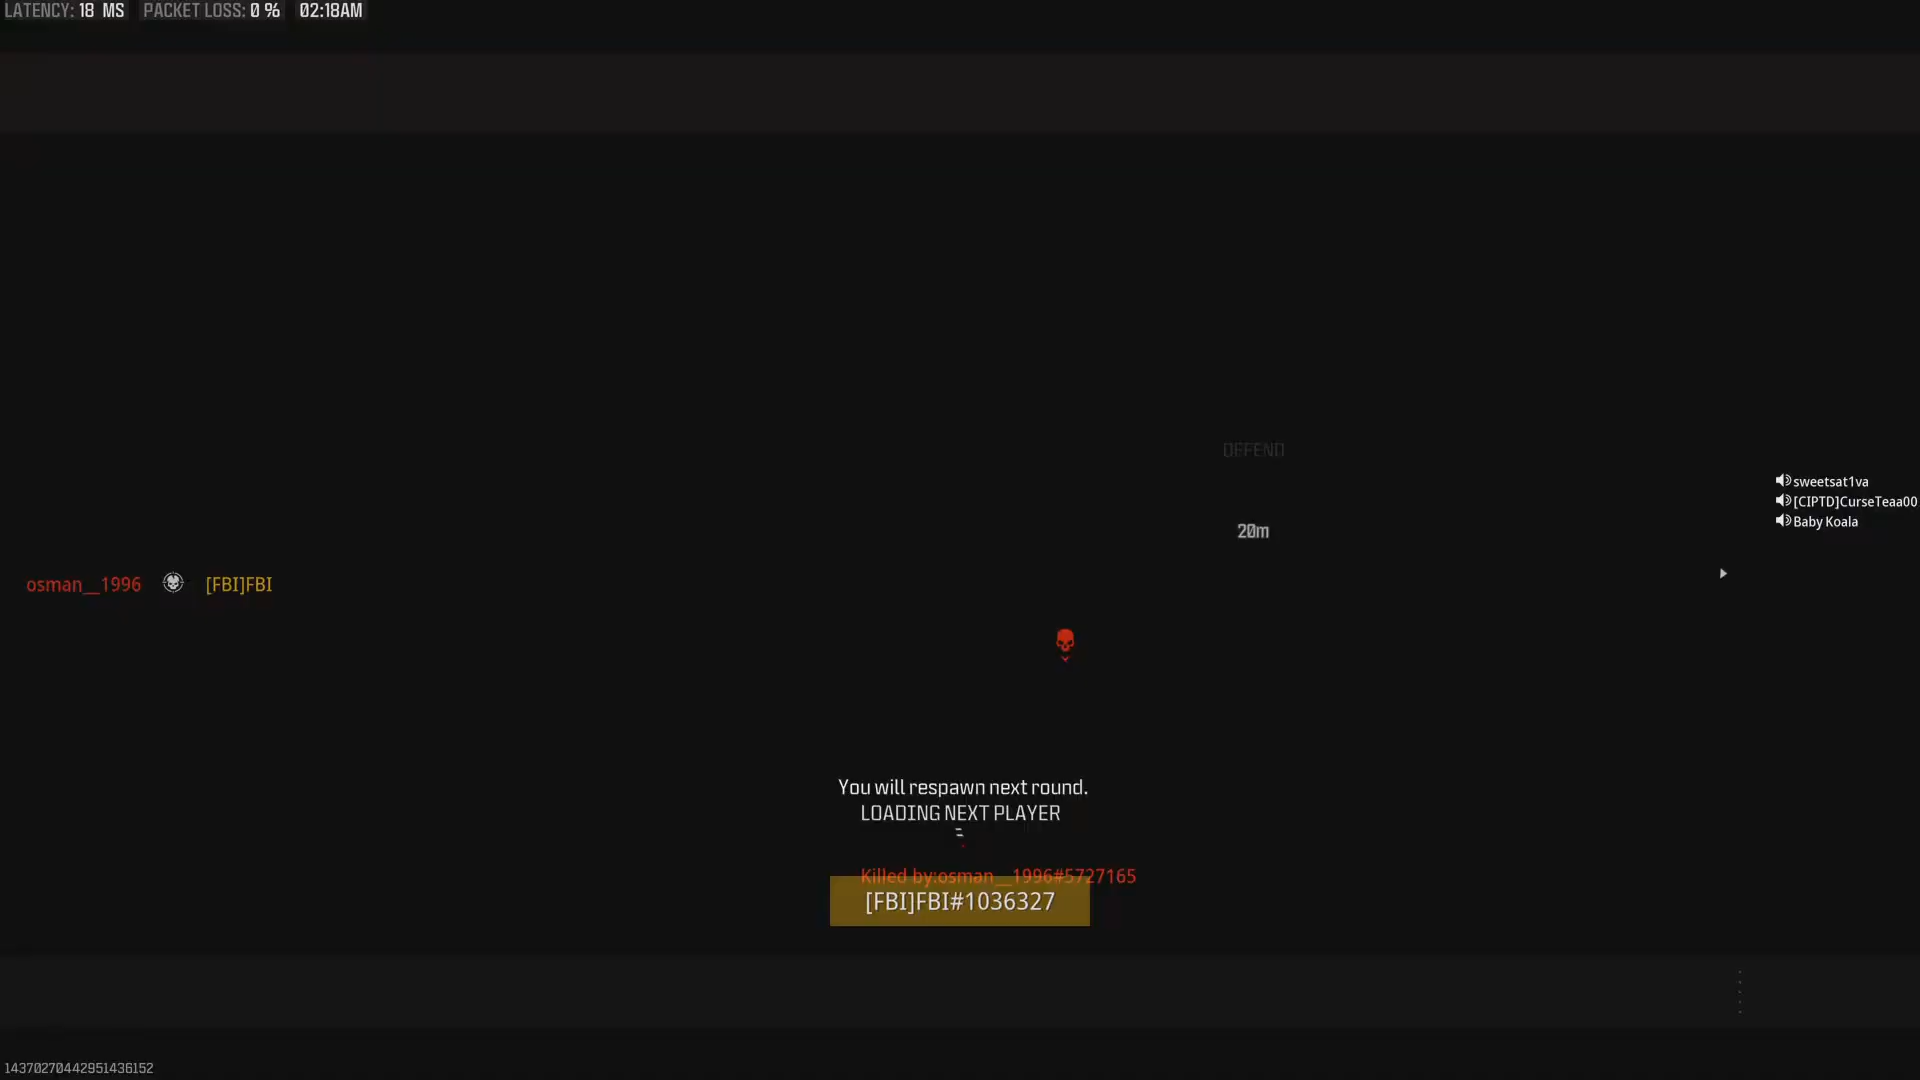 LATENCY: 18 MS PACKET LOSS: 0 % 02:18AM
DEFEND
sweetsat1va
[CIPTD]CurseTeaa00
20m
Baby Koala
osman__1996 [FBI]FBI
You will respawn next round.
LOADING NEXT PLAYER
Killed by:osman__1996#5727165
[FBI]FBI#1036327
14370270442951436152